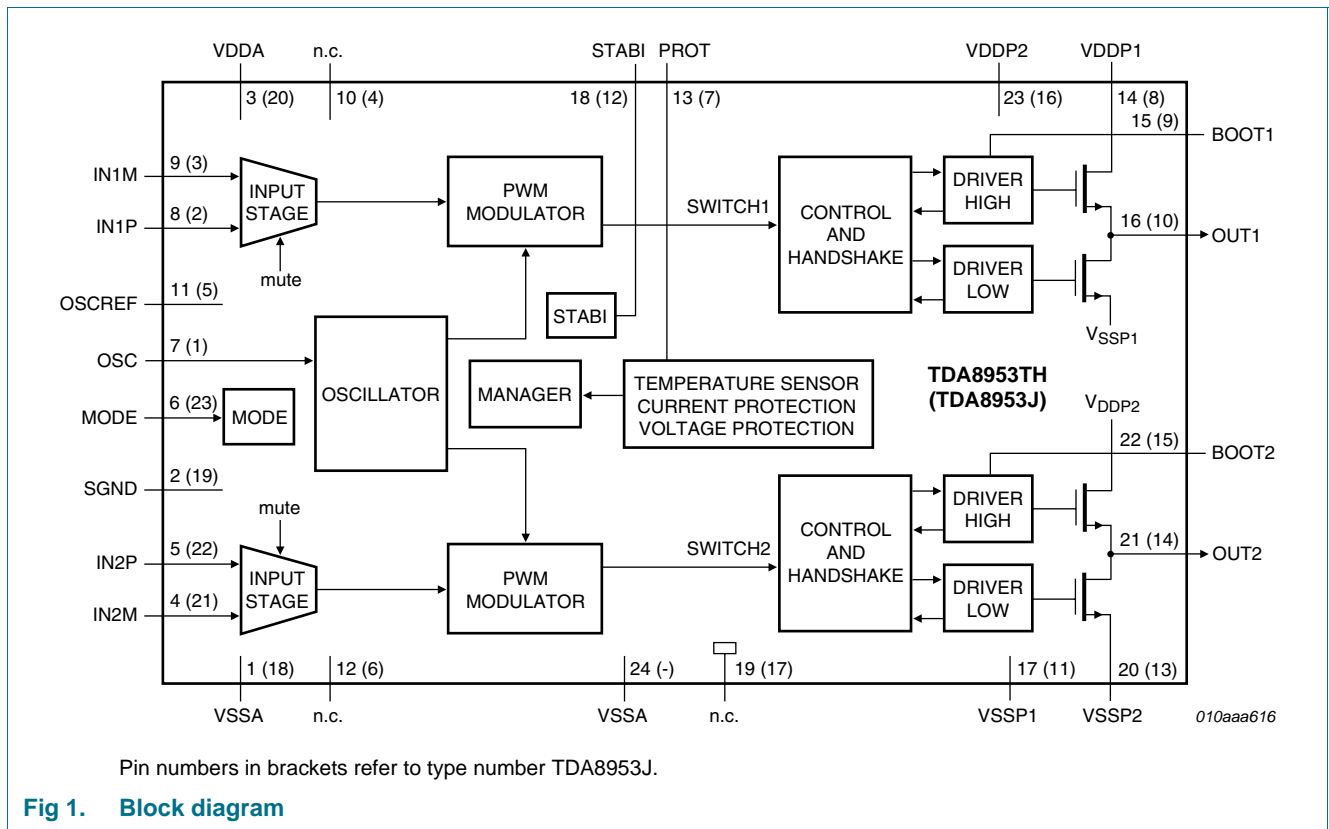 VDDA n.c. STABI PROT VDDP2 VDDP1
3 (20) 10 (4) 18 (12) 13 (7) 23 (16) 14 (8)
15 (9) BOOT1
IN1M 9 (3)
INPUT
STAGE
IN1P 8 (2)
mute
PWM
MODULATOR
SWITCH1
CONTROL
AND
HANDSHAKE
DRIVER
HIGH
16 (10) OUT1
DRIVER
LOW
VSSP1
OSCREF 11 (5)
STABI
OSC 7 (1)
OSCILLATOR
MANAGER
TEMPERATURE SENSOR
CURRENT PROTECTION
VOLTAGE PROTECTION
TDA8953TH
(TDA8953J)
MODE 6 (23) MODE
VDDP2
22 (15) BOOT2
SGND 2 (19)
mute
IN2P 5 (22)
INPUT
STAGE
IN2M 4 (21)
PWM
MODULATOR
SWITCH2
CONTROL
AND
HANDSHAKE
DRIVER
HIGH
21 (14) OUT2
DRIVER
LOW
1 (18) 12 (6) 24 (-) 19 (17) 17 (11) 20 (13)
VSSA n.c. VSSA n.c. VSSP1 VSSP2 010aaa616
Pin numbers in brackets refer to type number TDA8953J.
Fig 1. Block diagram